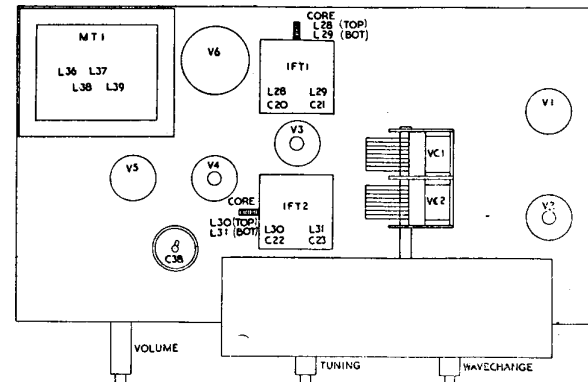 MT1
L36 L37
L38 L39
V6
CORE
L28 (TOP)
L29 (BOT)
IFT1
L28 L29
C20 C21
V1
V3
VC1
V5
V4
VC2
V2
CORE
L30 (TOP)
L31 (BOT)
IFT2
L30 L31
C22 C23
C38
VOLUME
TUNING
WAVECHANGE